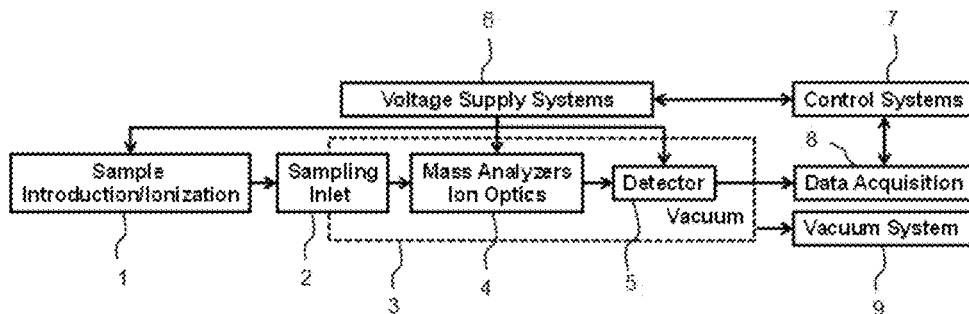 6
7
Voltage Supply Systems
Control Systems
8
Sample
Introduction/Ionization
Sampling
Inlet
Mass Analyzers
Ion Optics
Detector
Data Acquisition
Vacuum
Vacuum System
1
2
3
4
5
9